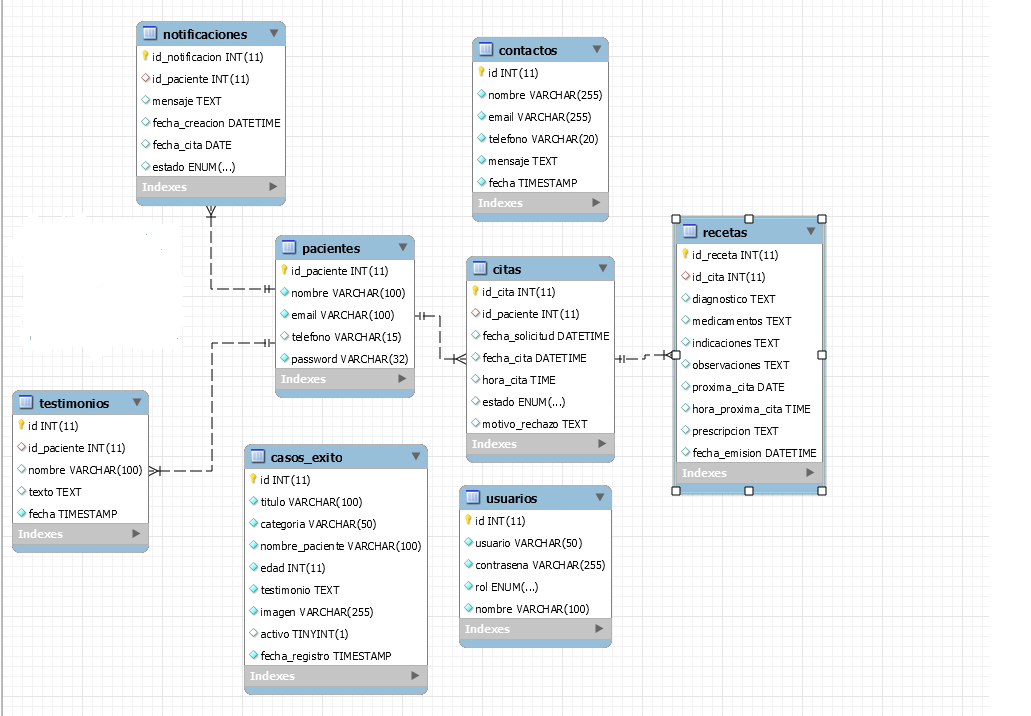 notificaciones
id_notificacion INT(11)
id_paciente INT(11)
mensaje TEXT
fecha_creacion DATETIME
fecha_cita DATE
estado ENUM(...)
Indexes
contactos
id INT(11)
nombre VARCHAR(255)
email VARCHAR(255)
telefono VARCHAR(20)
mensaje TEXT
fecha TIMESTAMP
Indexes
pacientes
id_paciente INT(11)
nombre VARCHAR(100)
email VARCHAR(100)
telefono VARCHAR(15)
password VARCHAR(32)
Indexes
citas
id_cita INT(11)
id_paciente INT(11)
fecha_solicitud DATETIME
fecha_cita DATETIME
hora_cita TIME
estado ENUM(...)
motivo_rechazo TEXT
Indexes
recetas
id_receta INT(11)
id_cita INT(11)
diagnostico TEXT
medicamentos TEXT
indicaciones TEXT
observaciones TEXT
proxima_cita DATE
hora_proxima_cita TIME
prescripcion TEXT
fecha_emision DATETIME
Indexes
testimonios
id INT(11)
id_paciente INT(11)
nombre VARCHAR(100)
texto TEXT
fecha TIMESTAMP
Indexes
casos_exito
id INT(11)
titulo VARCHAR(100)
categoria VARCHAR(50)
nombre_paciente VARCHAR(100)
edad INT(11)
testimonio TEXT
imagen VARCHAR(255)
activo TINYINT(1)
fecha_registro TIMESTAMP
Indexes
usuarios
id INT(11)
usuario VARCHAR(50)
contrasena VARCHAR(255)
rol ENUM(...)
nombre VARCHAR(100)
Indexes